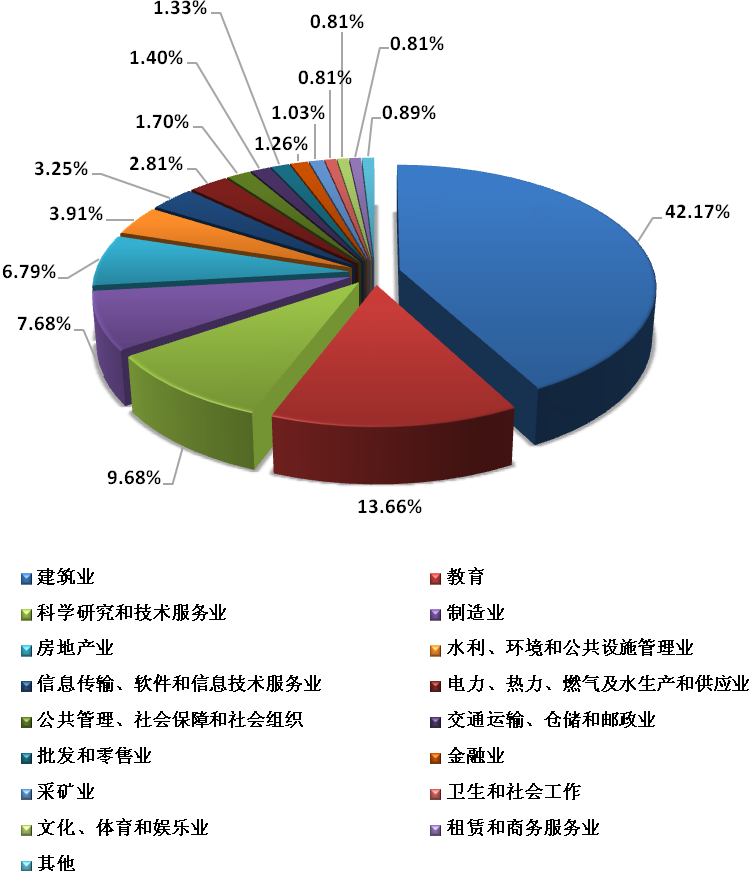 1.33%
0.81%
0.81%
1.40%
0.81%
1.03%
0.89%
1.70%
1.26%
2.81%
3.25%
3.91%
42.17%
6.79%
7.68%
9.68%
13.66%
建筑业
教育
科学研究和技术服务业
制造业
房地产业
水利、环境和公共设施管理业
信息传输、软件和信息技术服务业
电力、热力、燃气及水生产和供应业
公共管理、社会保障和社会组织
交通运输、仓储和邮政业
批发和零售业
金融业
采矿业
卫生和社会工作
文化、体育和娱乐业
租赁和商务服务业
其他